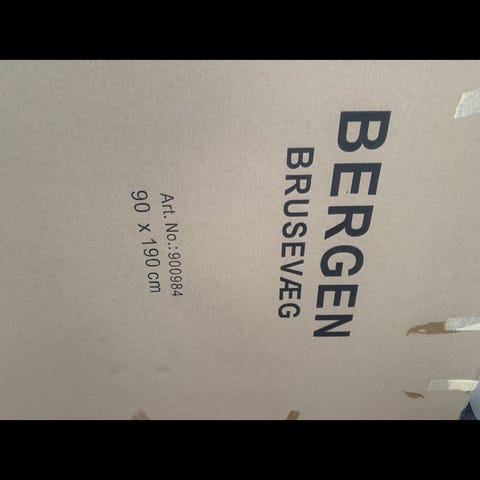 BERGEN
BRUSEVÆG
Art. No.:900984
90 x 190 cm